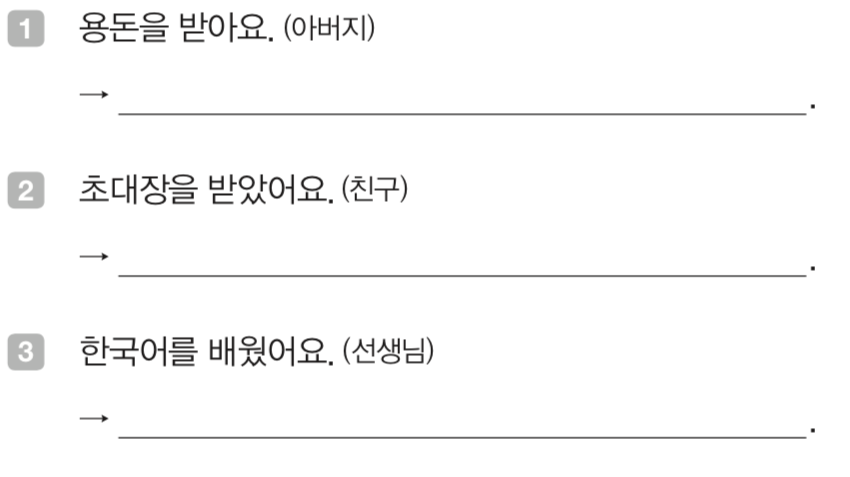 1 용돈을 받아요. (아버지)
→ .
2 초대장을 받았어요. (친구)
→ .
3 한국어를 배웠어요. (선생님)
→ .